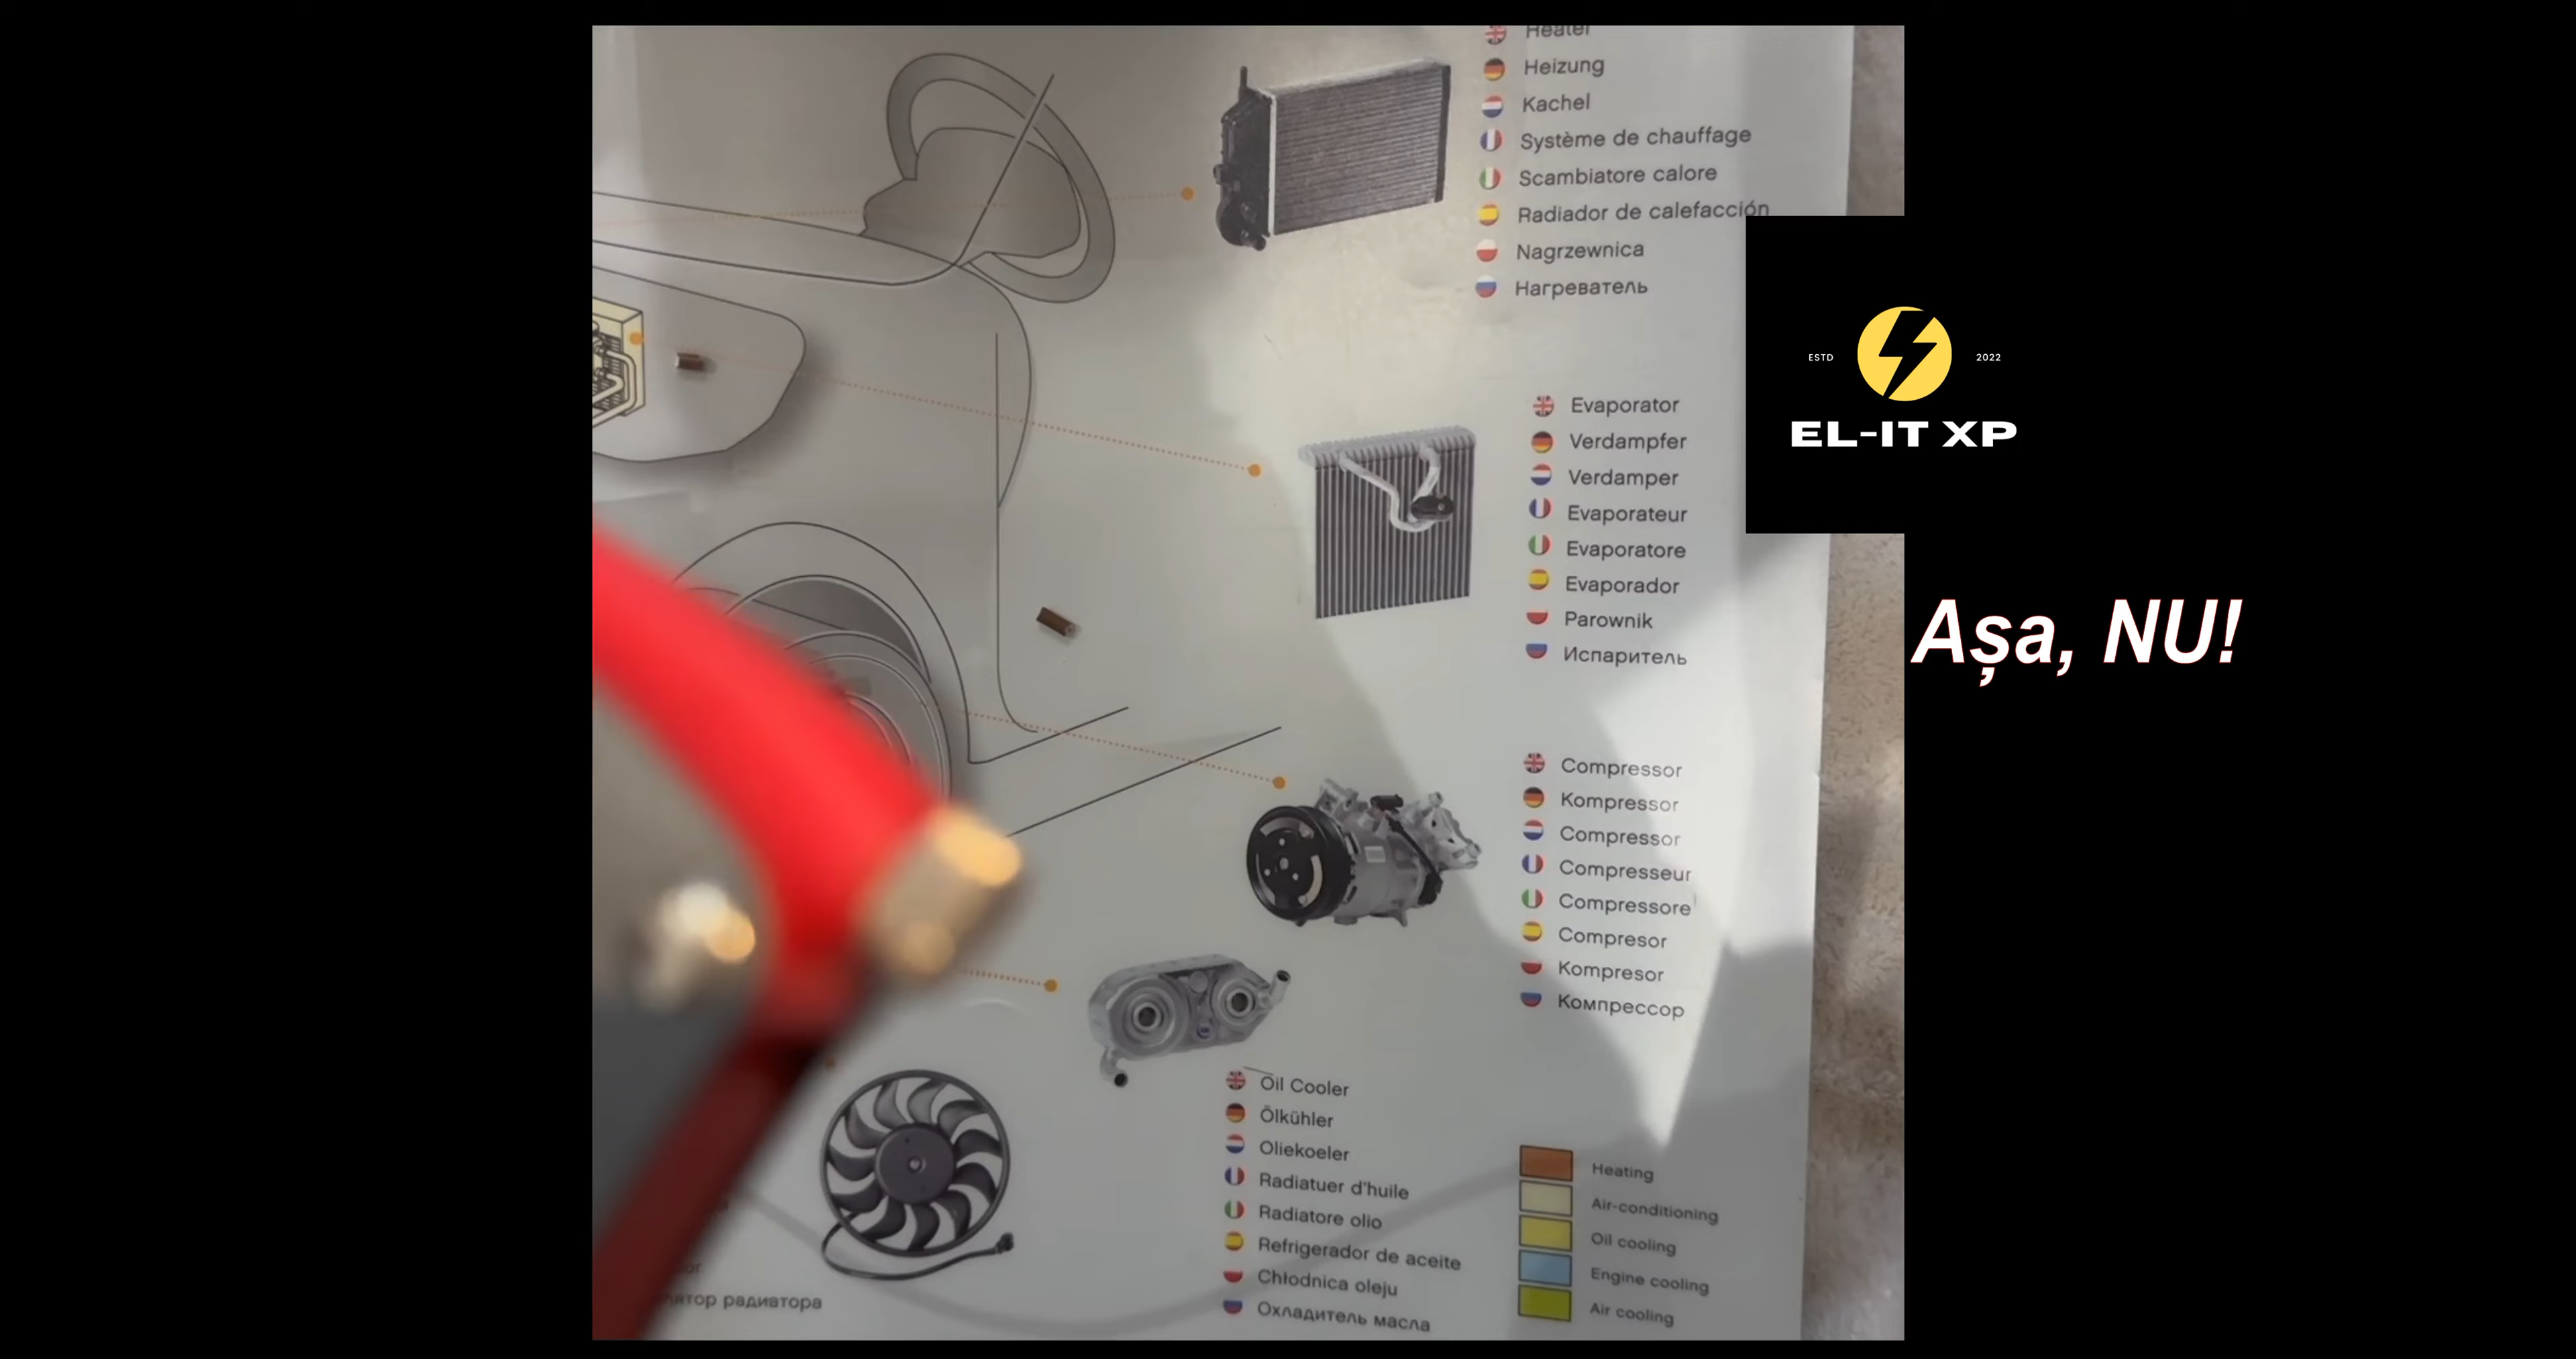 Heater
Heizung
Kachel
Système de chauffage
Scambiatore calore
Radiador de calefacción
Nagrzewnica
Нагреватель
ESTD
2022
EL-IT XP
Evaporator
Verdampfer
Verdamper
Evaporateur
Evaporatore
Evaporador
Parownik
Испаритель
Așa, NU!
Compressor
Kompressor
Compressor
Compresseur
Compressore
Compresor
Kompresor
Компрессор
Oil Cooler
Ölkühler
Oliekoeler
Radiatuer d'huile
Radiatore olio
Refrigerador de aceite
Chłodnica oleju
Охладитель масла
Heating
Air-conditioning
Oil cooling
Engine cooling
Air cooling
радиатора